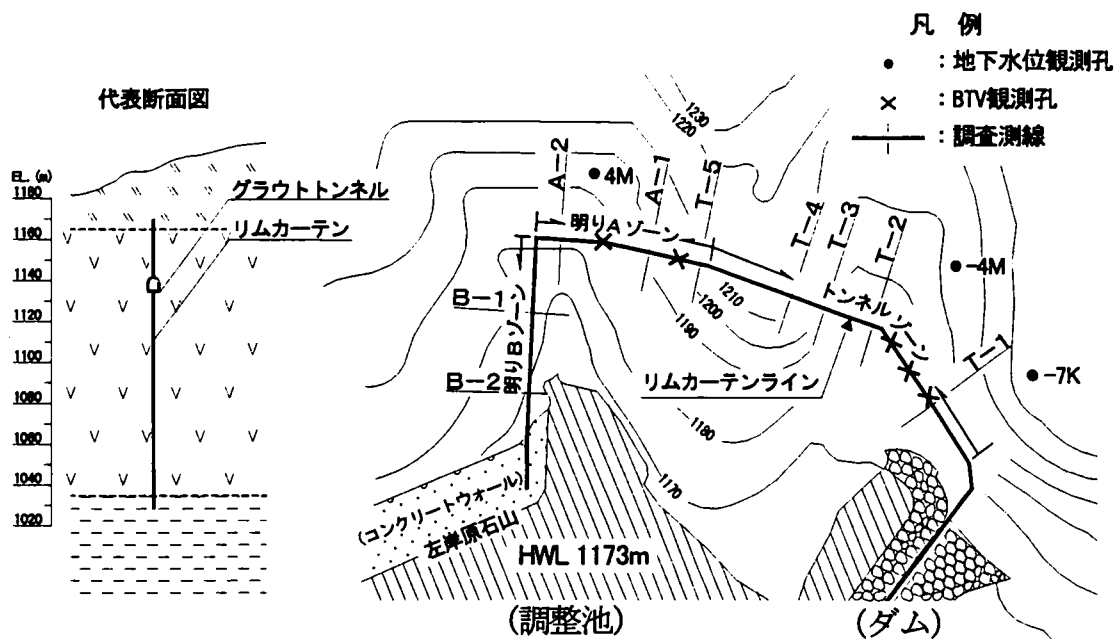 凡 例
● : 地下水位観測孔
× : BTV観測孔
: 調査測線
代表断面図
EL. (m)
1180
1160
1140
1120
1100
1080
1060
1040
1020
グラウトトンネル
リムカーテン
1230
1220
A-2
4M
A-1
T-5
T-4
T-3
T-2
-4M
明りAゾーン
B-1
明りBゾーン
B-2
1210
1200
1190
1180
1170
トンネルゾーン
T-1
-7K
リムカーテンライン
(コンクリートウォール)
左岸原石山
HWL 1173m
(調整池)
(ダム)